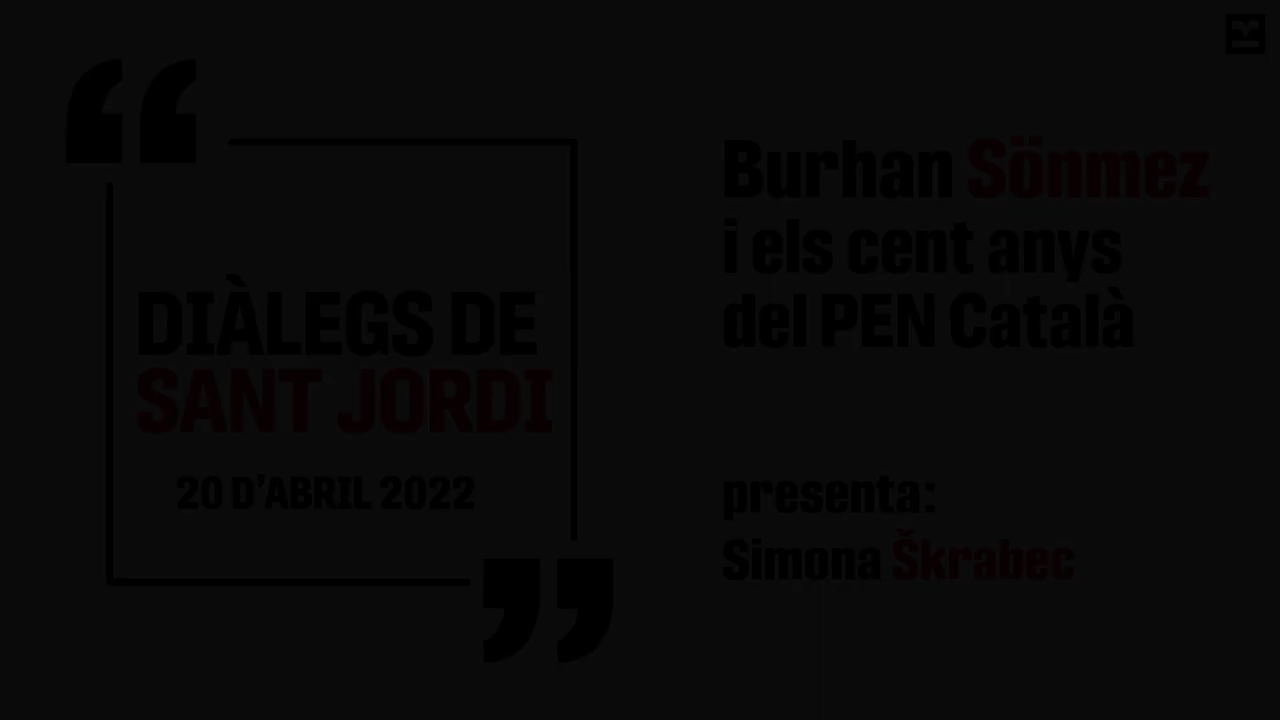 DIÀLEGS DE
SANT JORDI
20 D’ABRIL 2022
Burhan Sönmez
i els cent anys
del PEN Català
presenta:
Simona Škrabec